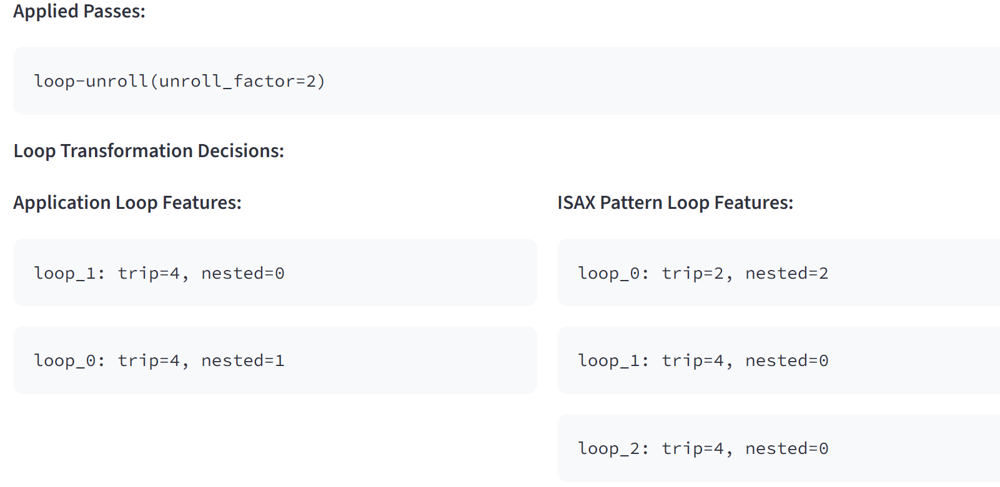 Applied Passes:
loop-unroll(unroll_factor=2)
Loop Transformation Decisions:
Application Loop Features:
loop_1: trip=4, nested=0
loop_0: trip=4, nested=1
ISAX Pattern Loop Features:
loop_0: trip=2, nested=2
loop_1: trip=4, nested=0
loop_2: trip=4, nested=0